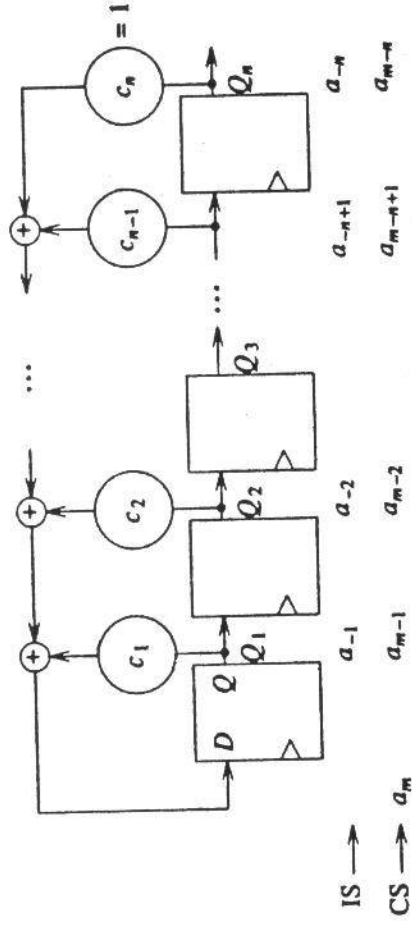 c_n = 1
c_1 c_2 ... c_{n-1}
...
D Q
Q_1 Q_2 Q_3 ... Q_n
IS → a_{-1} a_{-2} a_{-n+1} a_{-n}
CS → a_m a_{m-1} a_{m-2} a_{m-n+1} a_{m-n}